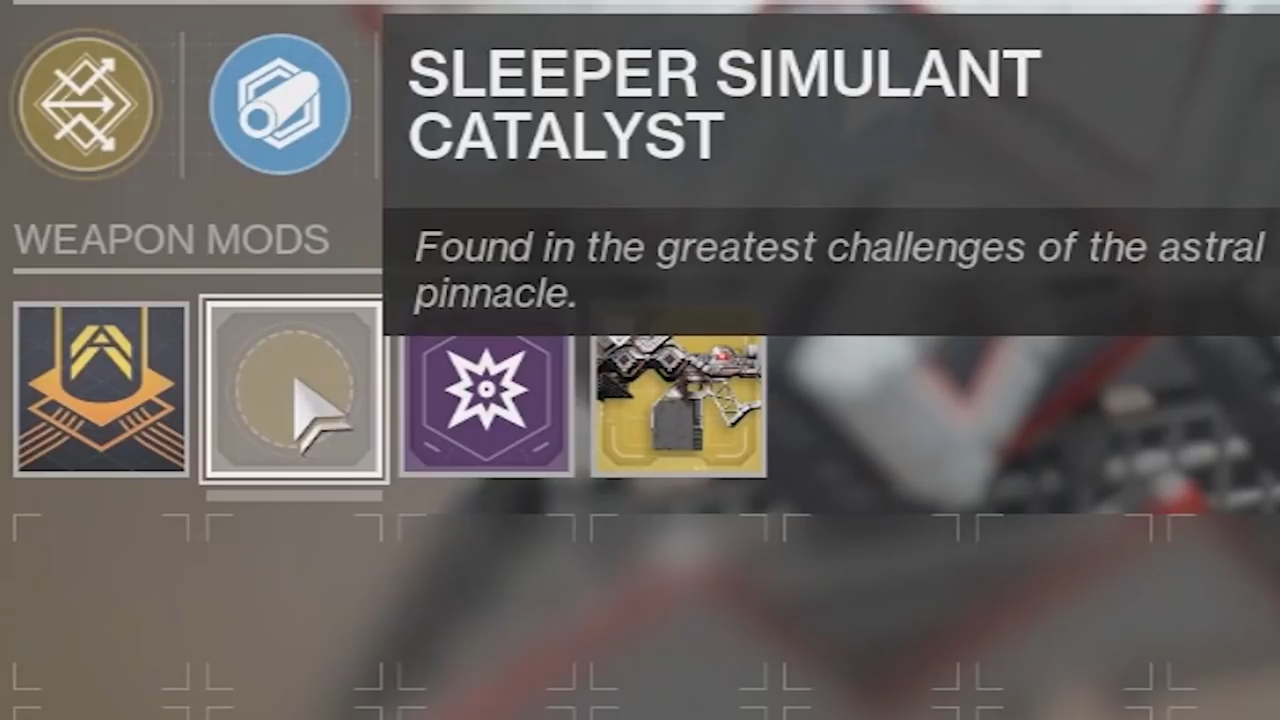 SLEEPER SIMULANT
CATALYST
Found in the greatest challenges of the astral
pinnacle.
WEAPON MODS